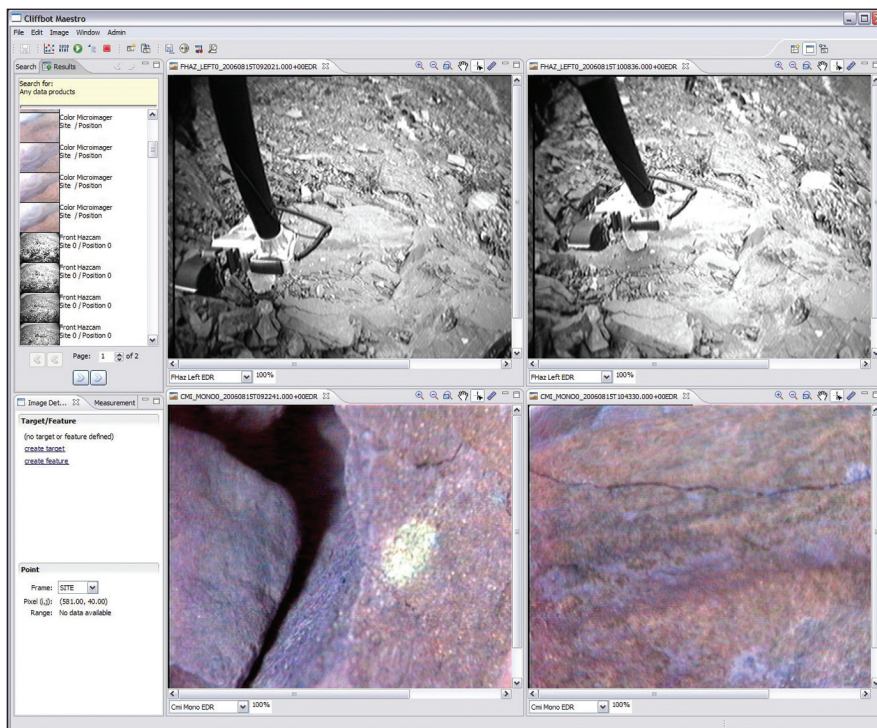 Cliffbot Maestro
File Edit Image Window Admin
Search Results
Search for:
Any data products
Color Microimager
Site / Position
Color Microimager
Site / Position
Color Microimager
Site / Position
Color Microimager
Site / Position
Front Hazcam
Site 0 / Position 0
Front Hazcam
Site 0 / Position 0
Front Hazcam
Site 0 / Position 0
Front Hazcam
Site 0 / Position 0
Page: 1 of 2
FHAZ_LEFT0_20060815T092021.000+00EDR
FHaz Left EDR 100%
FHAZ_LEFT0_20060815T100836.000+00EDR
FHaz Left EDR 100%
Image Det... Measurement
Target/Feature
(no target or feature defined)
create target
create feature
Point
Frame: SITE
Pixel (i,j): (581.00, 40.00)
Range: No data available
CMI_MONO0_20060815T092241.000+00EDR
Cmi Mono EDR 100%
CMI_MONO0_20060815T104330.000+00EDR
Cmi Mono EDR 100%